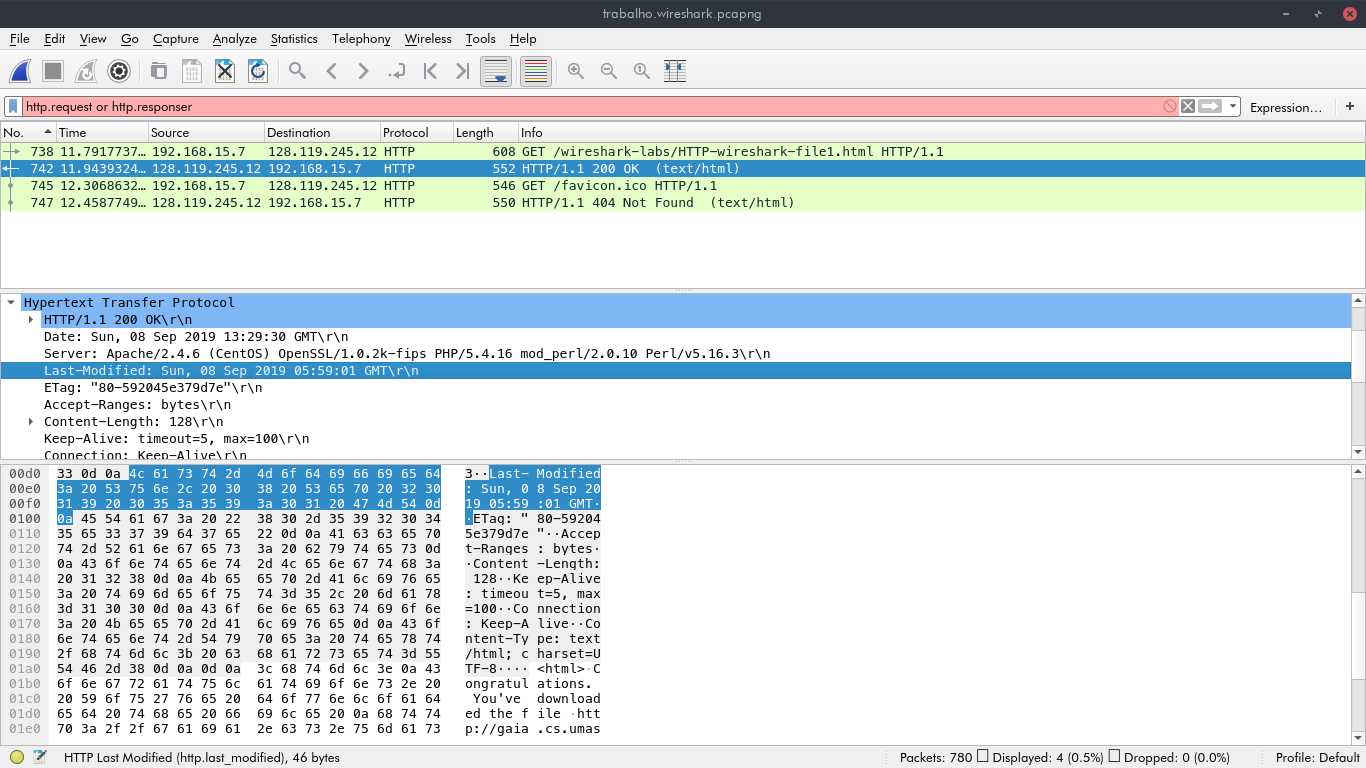 trabalho.wireshark.pcapng
File Edit View Go Capture Analyze Statistics Telephony Wireless Tools Help
http.request or http.responser Expression… +
No. Time Source Destination Protocol Length Info
738 11.7917737… 192.168.15.7 128.119.245.12 HTTP 608 GET /wireshark-labs/HTTP-wireshark-file1.html HTTP/1.1
742 11.9439324… 128.119.245.12 192.168.15.7 HTTP 552 HTTP/1.1 200 OK (text/html)
745 12.3068632… 192.168.15.7 128.119.245.12 HTTP 546 GET /favicon.ico HTTP/1.1
747 12.4587749… 128.119.245.12 192.168.15.7 HTTP 550 HTTP/1.1 404 Not Found (text/html)
Hypertext Transfer Protocol
HTTP/1.1 200 OK\r\n
Date: Sun, 08 Sep 2019 13:29:30 GMT\r\n
Server: Apache/2.4.6 (CentOS) OpenSSL/1.0.2k-fips PHP/5.4.16 mod_perl/2.0.10 Perl/v5.16.3\r\n
Last-Modified: Sun, 08 Sep 2019 05:59:01 GMT\r\n
ETag: "80-592045e379d7e"\r\n
Accept-Ranges: bytes\r\n
Content-Length: 128\r\n
Keep-Alive: timeout=5, max=100\r\n
Connection: Keep-Alive\r\n
00d0 33 0d 0a 4c 61 73 74 2d 4d 6f 64 69 66 69 65 64 3··Last- Modified
00e0 3a 20 53 75 6e 2c 20 30 38 20 53 65 70 20 32 30 : Sun, 0 8 Sep 20
00f0 31 39 20 30 35 3a 35 39 3a 30 31 20 47 4d 54 0d 19 05:59 :01 GMT·
0100 0a 45 54 61 67 3a 20 22 38 30 2d 35 39 32 30 34 ·ETag: " 80-59204
0110 35 65 33 37 39 64 37 65 22 0d 0a 41 63 63 65 70 5e379d7e "··Accep
0120 74 2d 52 61 6e 67 65 73 3a 20 62 79 74 65 73 0d t-Ranges : bytes·
0130 0a 43 6f 6e 74 65 6e 74 2d 4c 65 6e 67 74 68 3a ·Content -Length:
0140 20 31 32 38 0d 0a 4b 65 65 70 2d 41 6c 69 76 65 128··Ke ep-Alive
0150 3a 20 74 69 6d 65 6f 75 74 3d 35 2c 20 6d 61 78 : timeou t=5, max
0160 3d 31 30 30 0d 0a 43 6f 6e 6e 65 63 74 69 6f 6e =100··Co nnection
0170 3a 20 4b 65 65 70 2d 41 6c 69 76 65 0d 0a 43 6f : Keep-A live··Co
0180 6e 74 65 6e 74 2d 54 79 70 65 3a 20 74 65 78 74 ntent-Ty pe: text
0190 2f 68 74 6d 6c 3b 20 63 68 61 72 73 65 74 3d 55 /html; c harset=U
01a0 54 46 2d 38 0d 0a 0d 0a 3c 68 74 6d 6c 3e 0a 43 TF-8···· <html>·C
01b0 6f 6e 67 72 61 74 75 6c 61 74 69 6f 6e 73 2e 20 ongratul ations.
01c0 20 59 6f 75 27 76 65 20 64 6f 77 6e 6c 6f 61 64 You've download
01d0 65 64 20 74 68 65 20 66 69 6c 65 20 0a 68 74 74 ed the f ile ·htt
01e0 70 3a 2f 2f 67 61 69 61 2e 63 73 2e 75 6d 61 73 p://gaia .cs.umas
HTTP Last Modified (http.last_modified), 46 bytes Packets: 780 Displayed: 4 (0.5%) Dropped: 0 (0.0%) Profile: Default